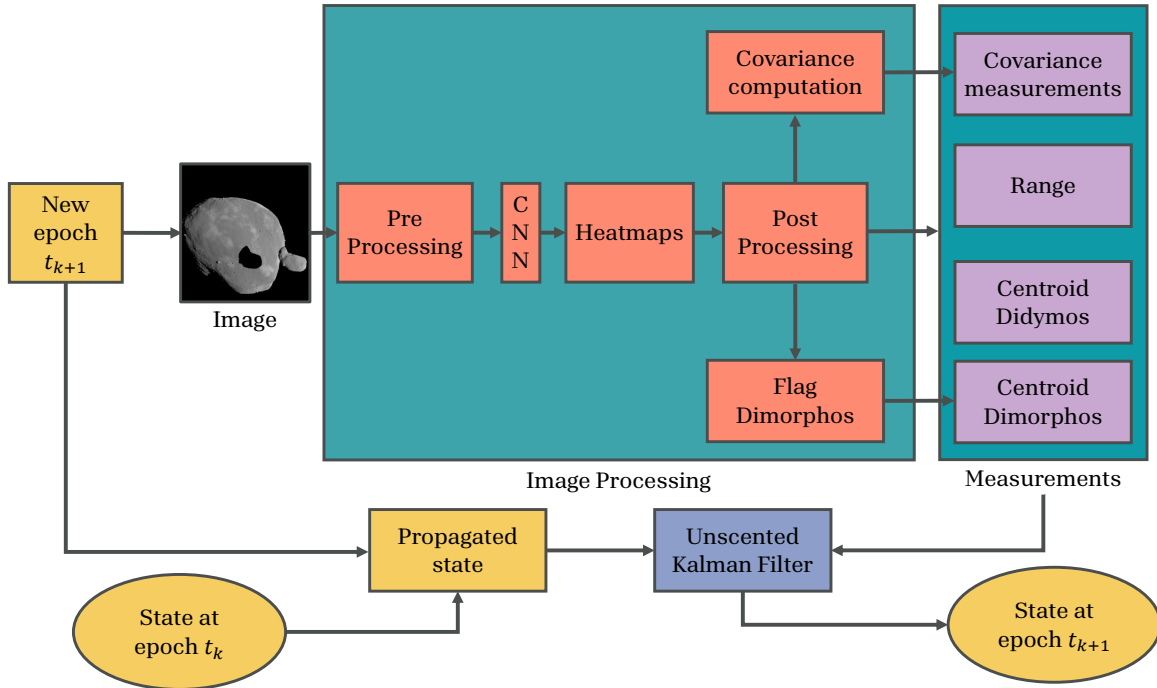 Covariance
computation
Covariance
measurements
New
epoch
t_{k+1}
Image
Pre
Processing
C
N
N
Heatmaps
Post
Processing
Range
Centroid
Didymos
Flag
Dimorphos
Centroid
Dimorphos
Image Processing
Measurements
Propagated
state
Unscented
Kalman Filter
State at
epoch t_k
State at
epoch t_{k+1}